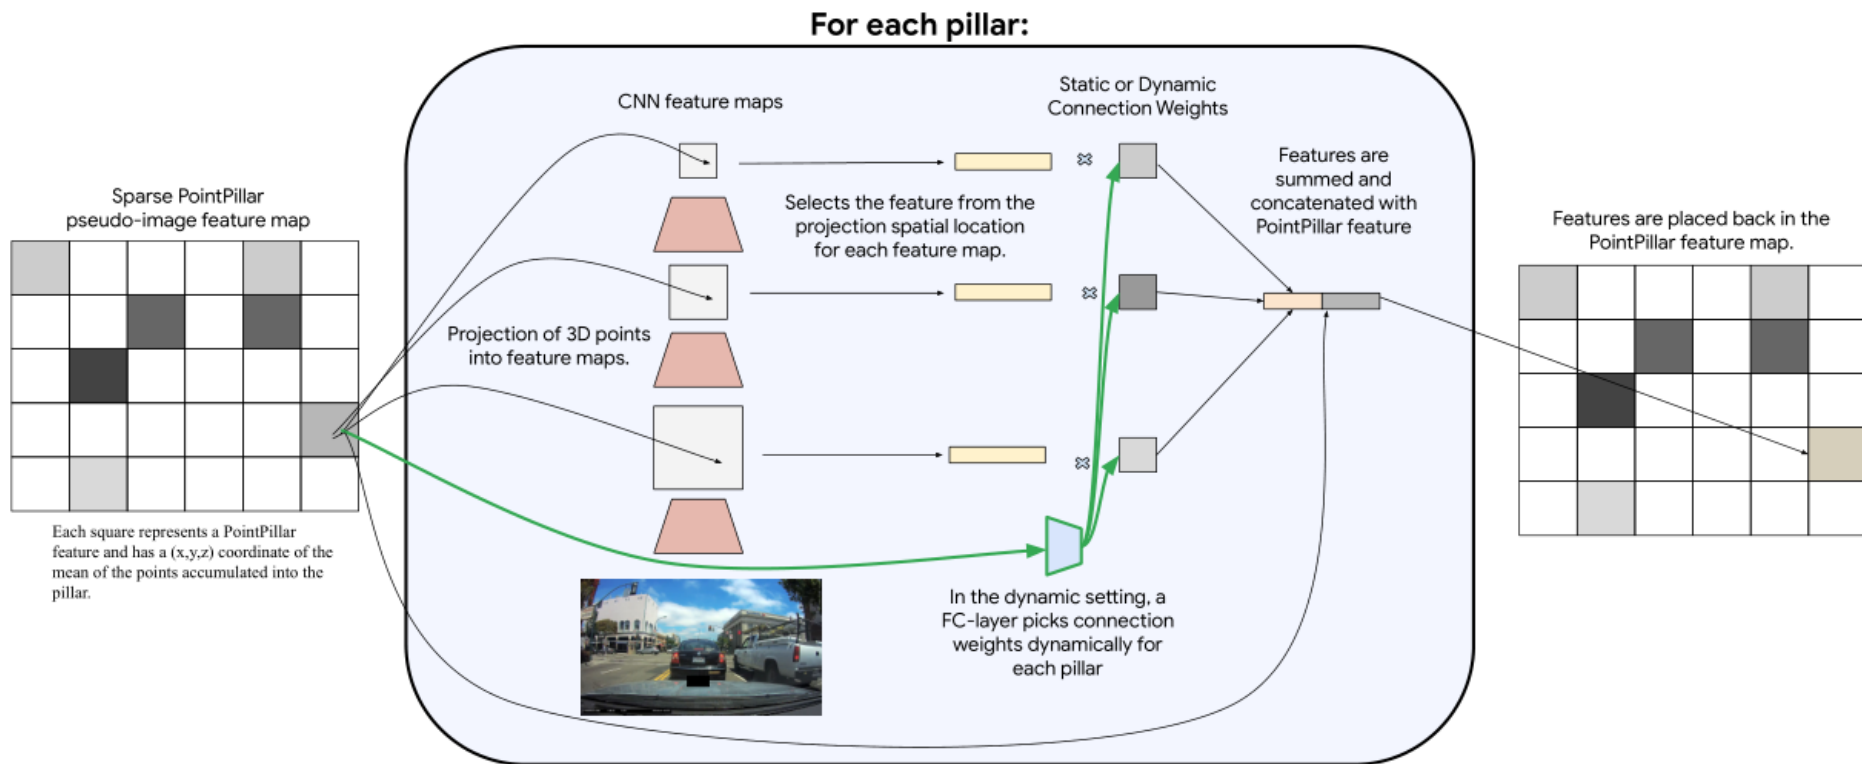 For each pillar:
Sparse PointPillar
pseudo-image feature map
Each square represents a PointPillar
feature and has a (x,y,z) coordinate of the
mean of the points accumulated into the
pillar.
CNN feature maps
Projection of 3D points
into feature maps.
Selects the feature from the
projection spatial location
for each feature map.
Static or Dynamic
Connection Weights
In the dynamic setting, a
FC-layer picks connection
weights dynamically for
each pillar
Features are
summed and
concatenated with
PointPillar feature
Features are placed back in the
PointPillar feature map.